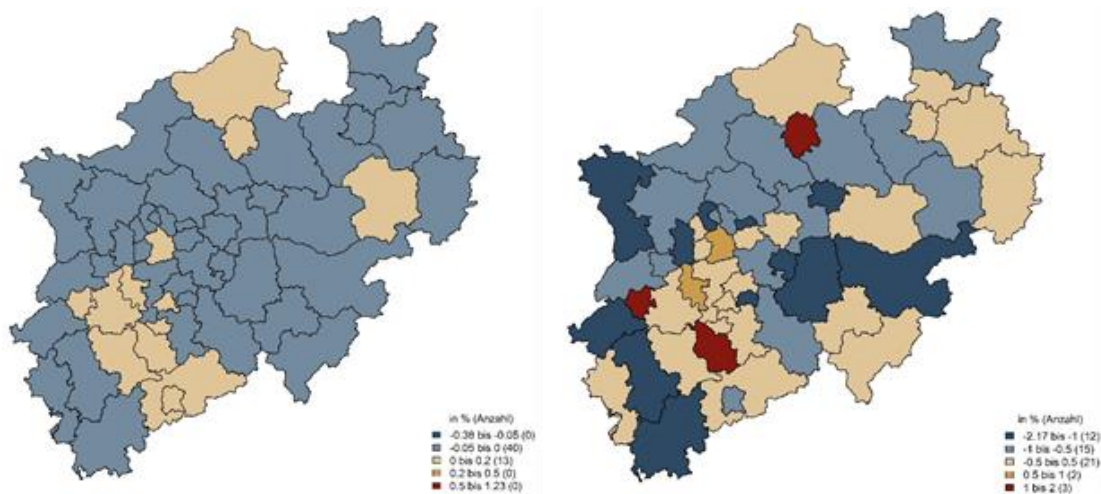 in % (Anzahl)
-0.38 bis -0.05 (0)
-0.05 bis 0 (40)
0 bis 0.2 (13)
0.2 bis 0.5 (0)
0.5 bis 1.23 (0)
in % (Anzahl)
-2.17 bis -1 (12)
-1 bis -0.5 (15)
-0.5 bis 0.5 (21)
0.5 bis 1 (2)
1 bis 2 (3)